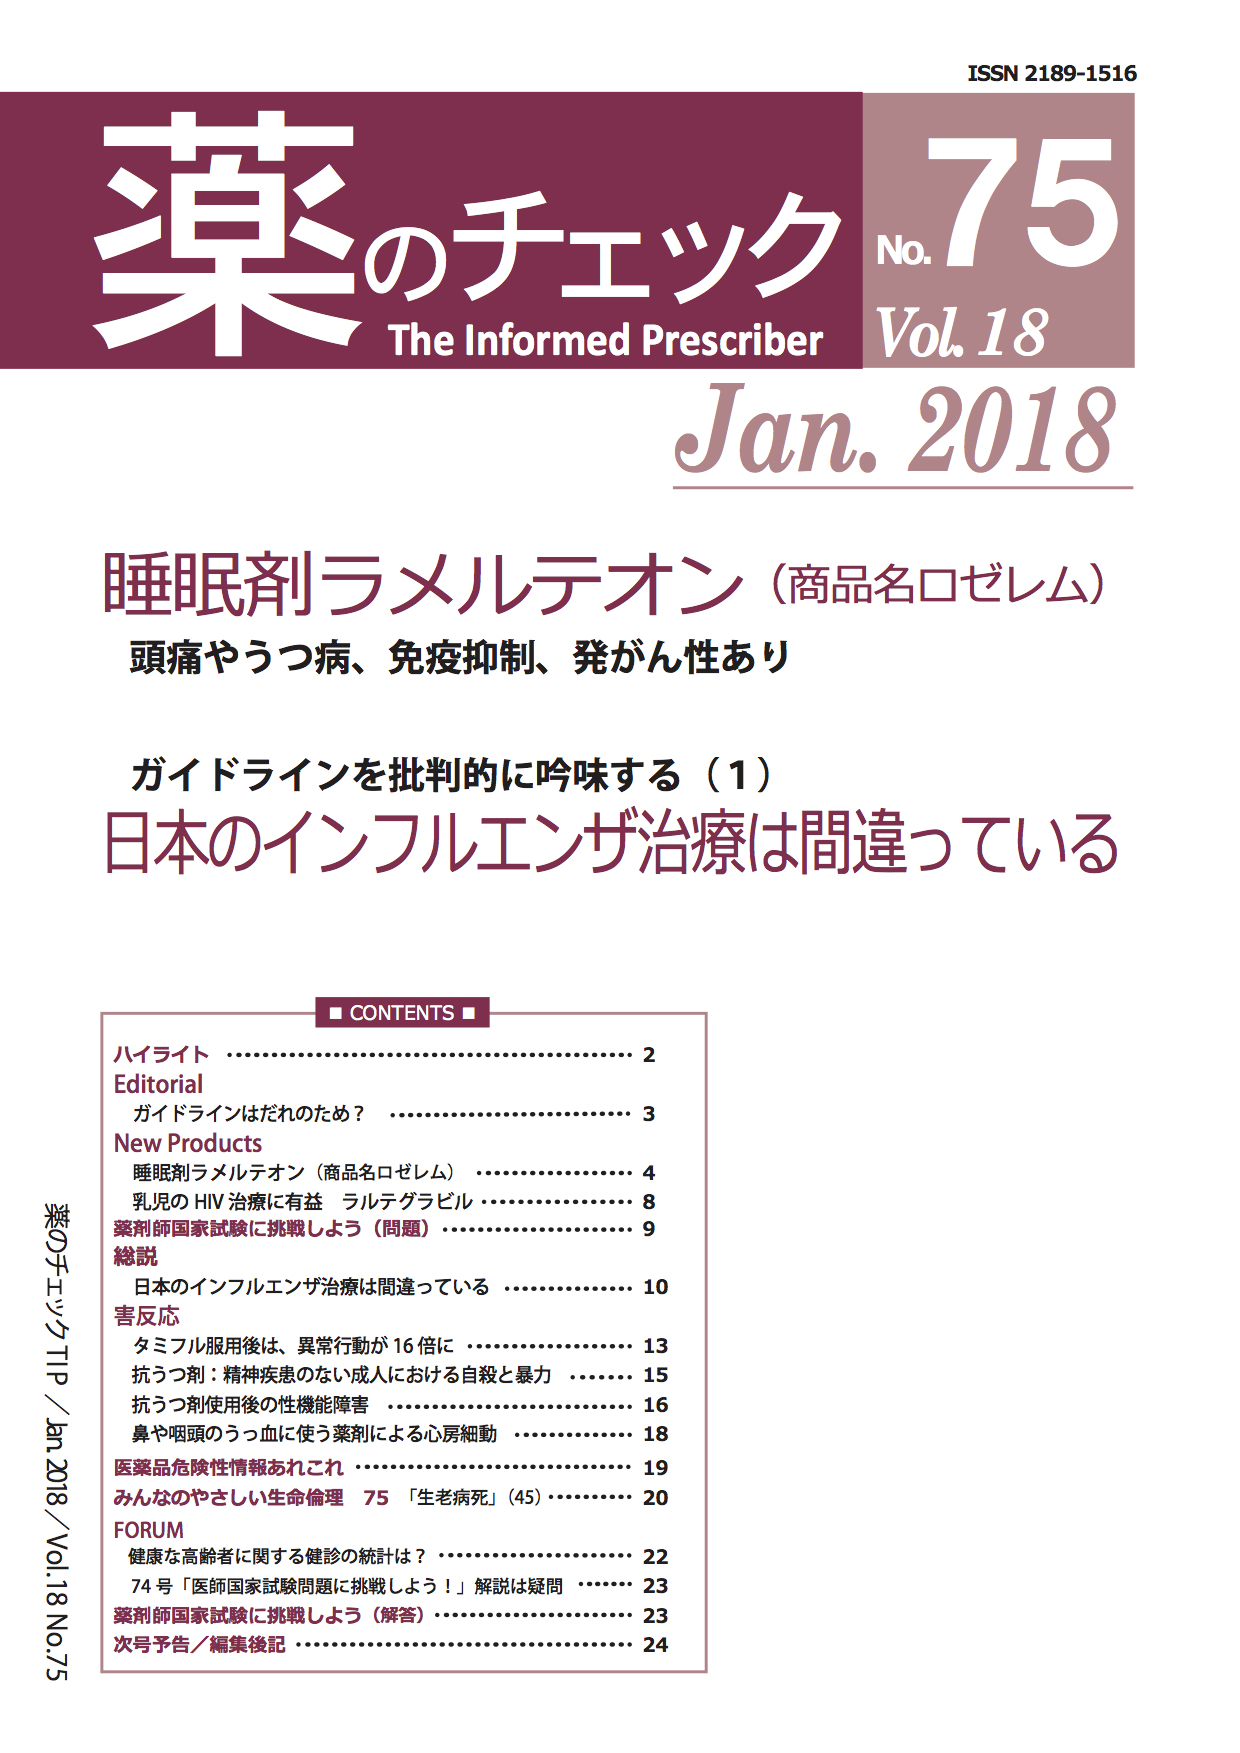 ISSN 2189-1516
薬のチェック
The Informed Prescriber
No.75
Vol.18
Jan. 2018
睡眠剤ラメルテオン（商品名ロゼレム）
頭痛やうつ病、免疫抑制、発がん性あり
ガイドラインを批判的に吟味する（1）
日本のインフルエンザ治療は間違っている
■ CONTENTS ■
ハイライト ‥‥‥‥‥‥‥‥‥‥‥‥ 2
Editorial
ガイドラインはだれのため？ ‥‥‥‥‥‥‥‥ 3
New Products
睡眠剤ラメルテオン（商品名ロゼレム） ‥‥‥‥‥‥ 4
乳児の HIV 治療に有益　ラルテグラビル ‥‥‥‥‥‥ 8
薬剤師国家試験に挑戦しよう（問題） ‥‥‥‥‥‥ 9
総説
日本のインフルエンザ治療は間違っている ‥‥‥‥‥ 10
害反応
タミフル服用後は、異常行動が 16 倍に ‥‥‥‥‥‥ 13
抗うつ剤：精神疾患のない成人における自殺と暴力 ‥‥‥ 15
抗うつ剤使用後の性機能障害 ‥‥‥‥‥‥‥‥ 16
鼻や咽頭のうっ血に使う薬剤による心房細動 ‥‥‥‥‥ 18
医薬品危険性情報あれこれ ‥‥‥‥‥‥‥‥‥ 19
みんなのやさしい生命倫理　75　「生老病死」（45） ‥‥‥‥ 20
FORUM
健康な高齢者に関する健診の統計は？ ‥‥‥‥‥‥ 22
74 号「医師国家試験問題に挑戦しよう！」解説は疑問 ‥‥‥ 23
薬剤師国家試験に挑戦しよう（解答） ‥‥‥‥‥‥ 23
次号予告／編集後記 ‥‥‥‥‥‥‥‥‥‥‥ 24
薬のチェック TIP ／Jan.2018／Vol.18 No.75